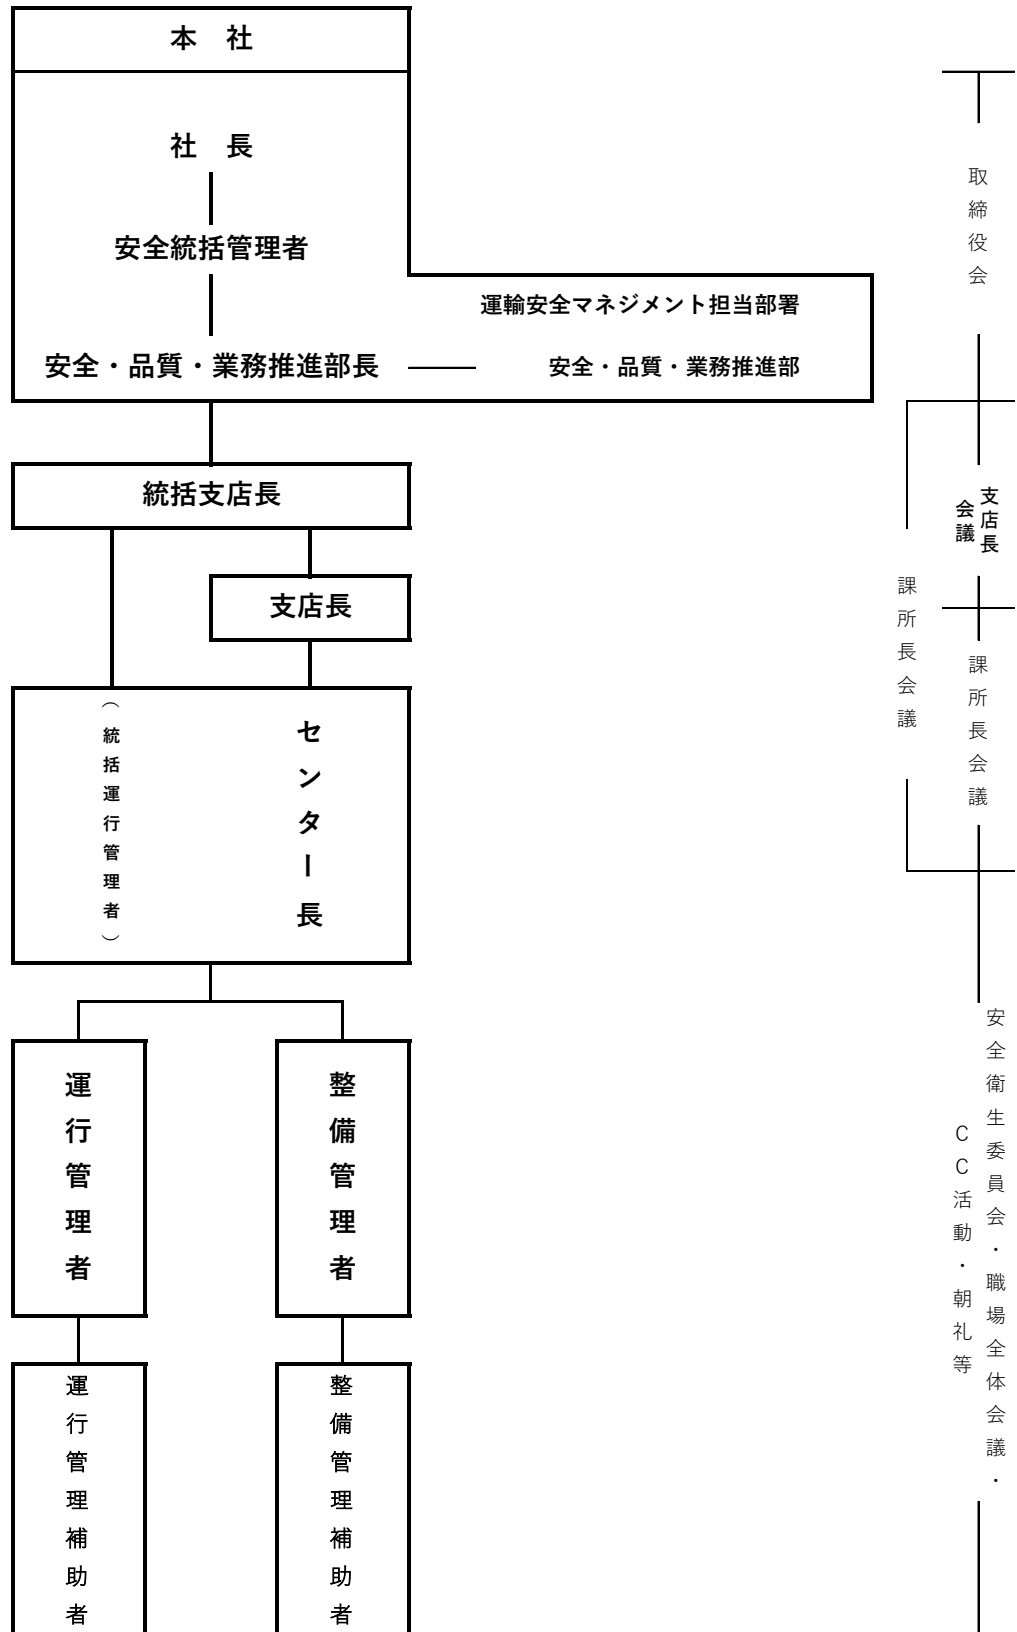 本　社
社　長
安全統括管理者
運輸安全マネジメント担当部署
安全・品質・業務推進部長
安全・品質・業務推進部
統括支店長
支店長
センター長
（統括運行管理者）
運行管理者
整備管理者
運行管理補助者
整備管理補助者
取締役会
支店長
会議
課所長会議
課所長会議
安全衛生委員会・職場全体会議・
ＣＣ活動・朝礼等